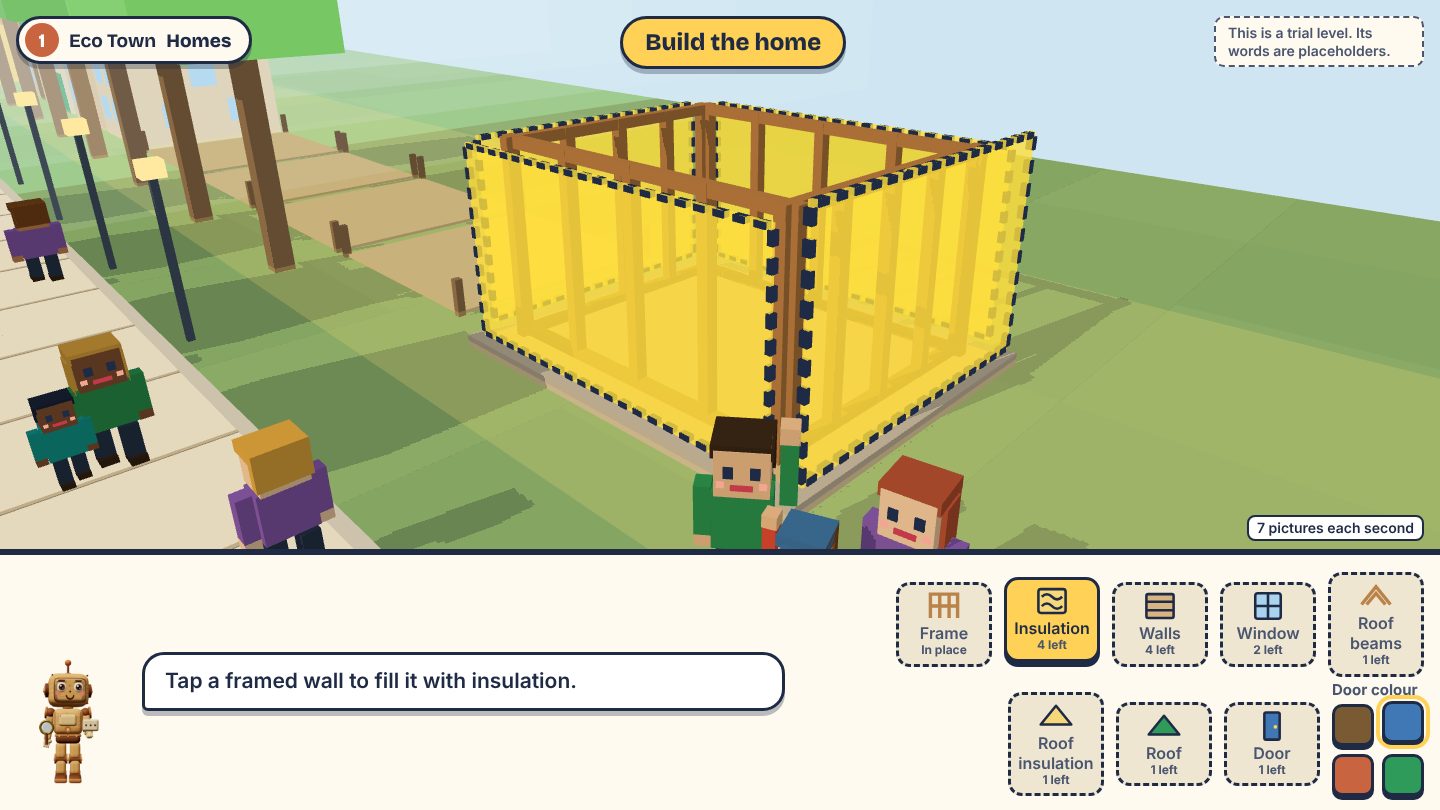 1 Eco Town Homes
Build the home
This is a trial level. Its
words are placeholders.
7 pictures each second
Tap a framed wall to fill it with insulation.
Frame
In place
Insulation
4 left
Walls
4 left
Window
2 left
Roof
beams
1 left
Roof
insulation
1 left
Roof
1 left
Door
1 left
Door colour